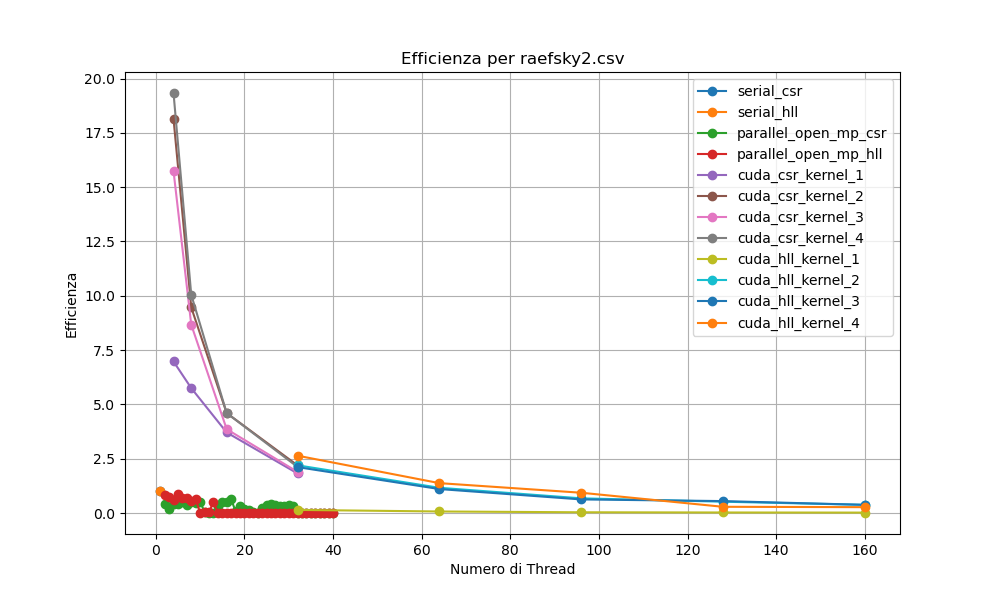 Efficienza per raefsky2.csv
20.0
17.5
15.0
12.5
10.0
7.5
5.0
2.5
0.0
Efficienza
0 20 40 60 80 100 120 140 160
Numero di Thread
serial_csr
serial_hll
parallel_open_mp_csr
parallel_open_mp_hll
cuda_csr_kernel_1
cuda_csr_kernel_2
cuda_csr_kernel_3
cuda_csr_kernel_4
cuda_hll_kernel_1
cuda_hll_kernel_2
cuda_hll_kernel_3
cuda_hll_kernel_4